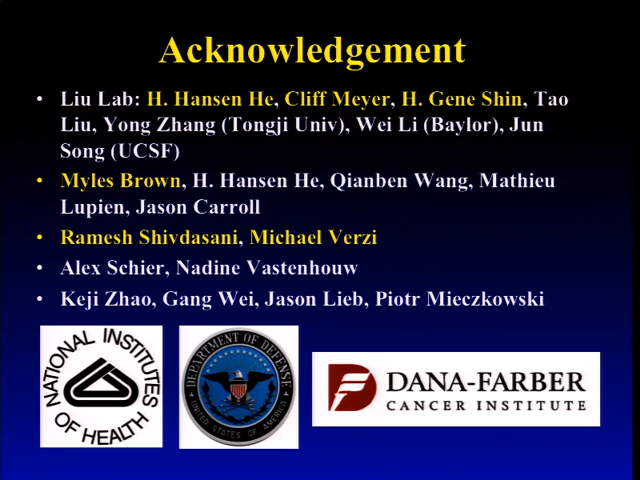 Acknowledgement
• Liu Lab: H. Hansen He, Cliff Meyer, H. Gene Shin, Tao
Liu, Yong Zhang (Tongji Univ), Wei Li (Baylor), Jun
Song (UCSF)
• Myles Brown, H. Hansen He, Qianben Wang, Mathieu
Lupien, Jason Carroll
• Ramesh Shivdasani, Michael Verzi
• Alex Schier, Nadine Vastenhouw
• Keji Zhao, Gang Wei, Jason Lieb, Piotr Mieczkowski
NATIONAL INSTITUTES
OF HEALTH
DEPARTMENT OF DEFENSE
UNITED STATES OF AMERICA
DANA-FARBER
CANCER INSTITUTE